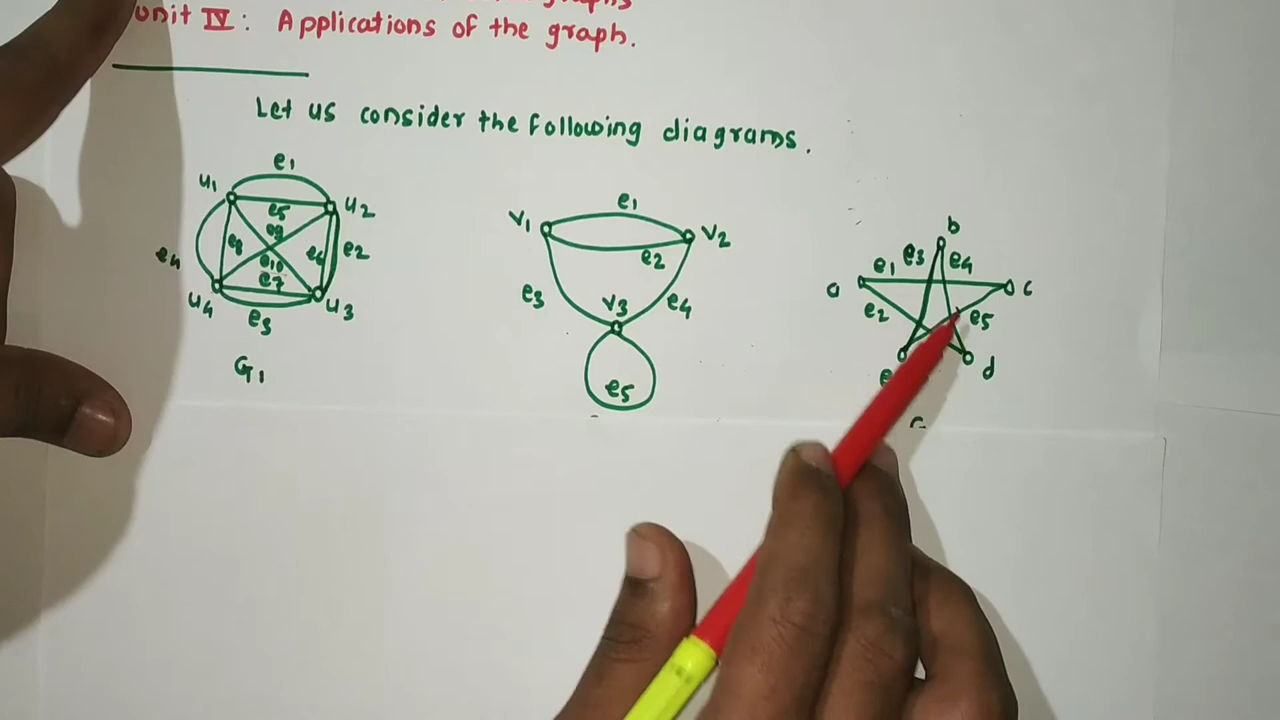 graphs
Unit IV: Applications of the graph.
Let us consider the following diagrams.
e1
u1 u2
e5
e9
e4 e8 e6 e2
e10
e7
u4 u3
e3
G1
e1
v1 v2
e2
e3 v3 e4
e5
b
e3 e4
e1
a c
e2 e5
e d
G